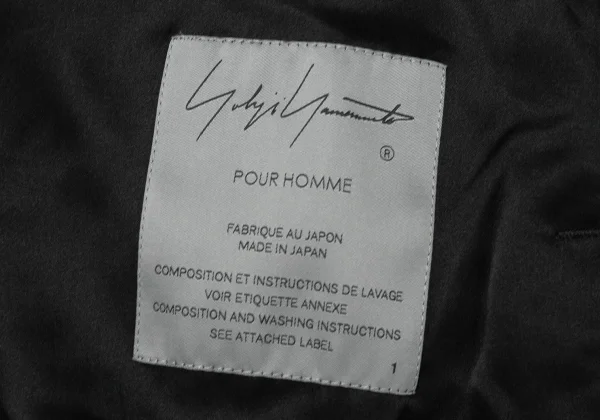 Yohji Yamamoto
®
POUR HOMME
FABRIQUE AU JAPON
MADE IN JAPAN
COMPOSITION ET INSTRUCTIONS DE LAVAGE
VOIR ETIQUETTE ANNEXE
COMPOSITION AND WASHING INSTRUCTIONS
SEE ATTACHED LABEL
1